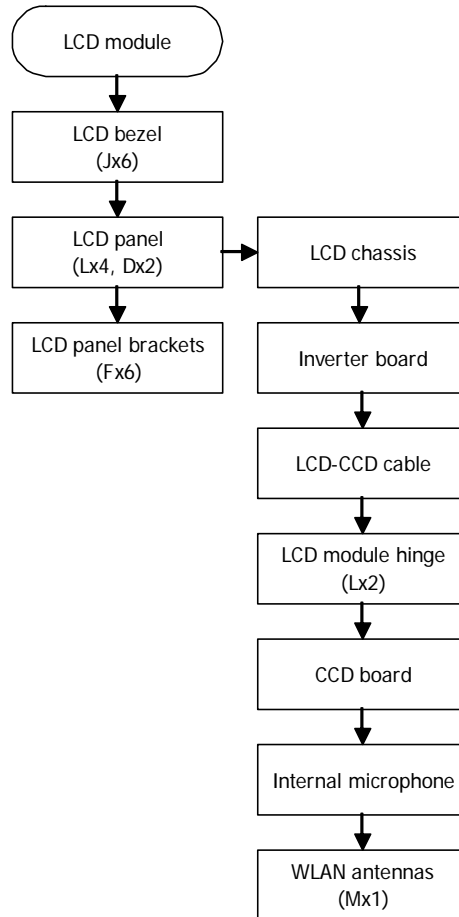 LCD module
LCD bezel
(Jx6)
LCD panel
(Lx4, Dx2)
LCD panel brackets
(Fx6)
LCD chassis
Inverter board
LCD-CCD cable
LCD module hinge
(Lx2)
CCD board
Internal microphone
WLAN antennas
(Mx1)